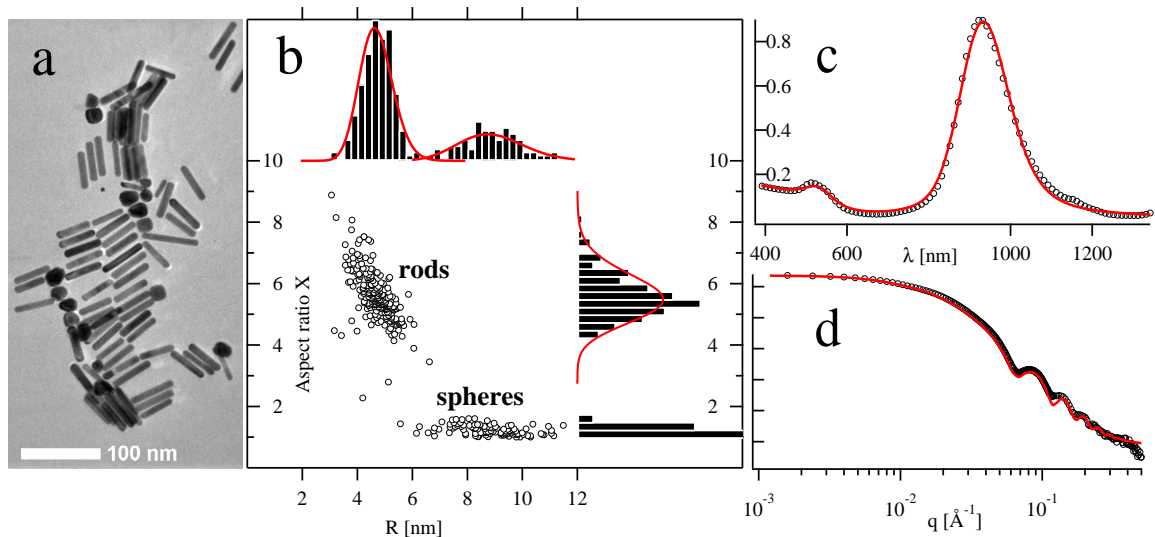 a
100 nm
b
10
8
6
4
2
Aspect ratio X
rods
spheres
10
8
6
4
2
2
4
6
8
10
12
R [nm]
c
0.8
0.6
0.4
0.2
400
600
800
1000
1200
λ [nm]
d
10⁻³
10⁻²
10⁻¹
q [Å⁻¹]